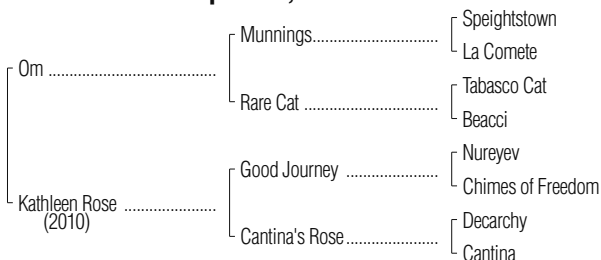 Speightstown
Munnings..............................
La Comete
Om ........................................
Tabasco Cat
Rare Cat ................................
Beacci
Nureyev
Good Journey ......................
Chimes of Freedom
Kathleen Rose ......................
(2010)
Decarchy
Cantina's Rose......................
Cantina